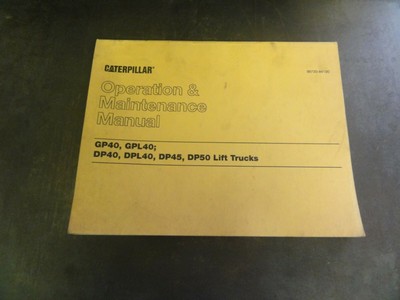 CATERPILLAR
Operation &
Maintenance
Manual
GP40, GPL40;
DP40, DPL40, DP45, DP50 Lift Trucks